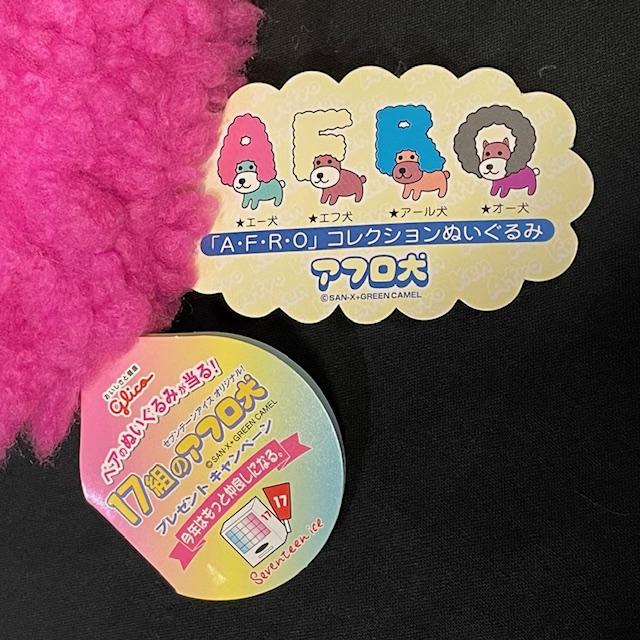 A F R O
★エー犬 ★エフ犬 ★アール犬 ★オー犬
「A・F・R・O」コレクションぬいぐるみ
アフロ犬
©SAN-X+GREEN CAMEL
おいしさと健康
glico
ペアのぬいぐるみが当る!
セブンティーンアイス オリジナル!
17組のアフロ犬
©SAN-X+GREEN CAMEL
プレゼント キャンペーン
今年はもっと仲良しになる。
17 17
Seventeen ice